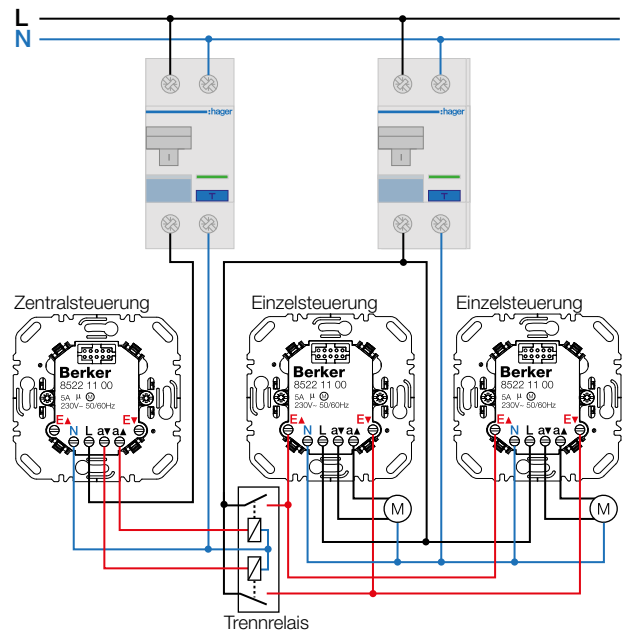 L
N
:hager
I
T
:hager
I
T
Zentralsteuerung
Einzelsteuerung
Einzelsteuerung
Berker
8522 11 00
5A µ M
230V~ 50/60Hz
E▲ E▼
N L a▼ a▲
Berker
8522 11 00
5A µ M
230V~ 50/60Hz
E▲ E▼
N L a▼ a▲
Berker
8522 11 00
5A µ M
230V~ 50/60Hz
E▲ E▼
N L a▼ a▲
M
M
Trennrelais